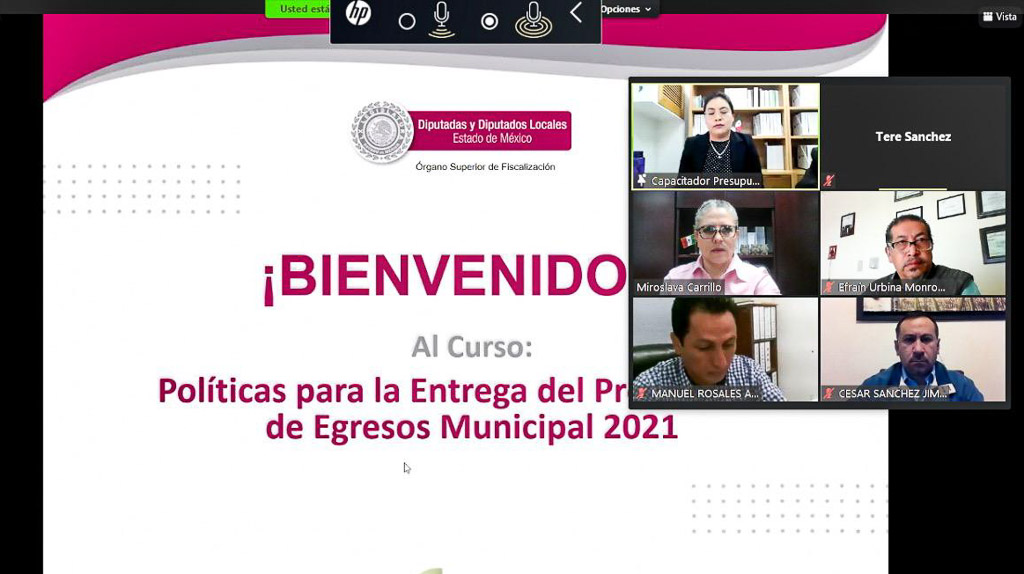 Usted está
hp
Opciones
Vista
Diputadas y Diputados Locales
Estado de México
Órgano Superior de Fiscalización
¡BIENVENIDO
Al Curso:
Políticas para la Entrega del Pr
de Egresos Municipal 2021
Capacitador Presupu...
Tere Sanchez
Miroslava Carrillo
Efraín Urbina Monro...
MANUEL ROSALES A...
CESAR SANCHEZ JIM...